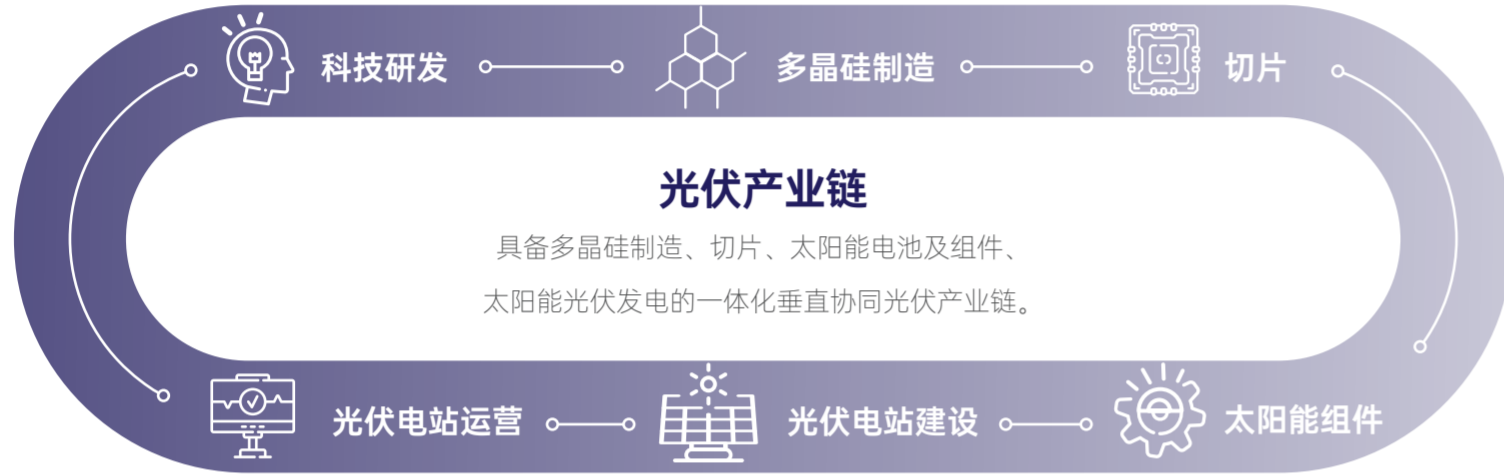 科技研发
多晶硅制造
切片
光伏产业链
具备多晶硅制造、切片、太阳能电池及组件、
太阳能光伏发电的一体化垂直协同光伏产业链。
光伏电站运营
光伏电站建设
太阳能组件